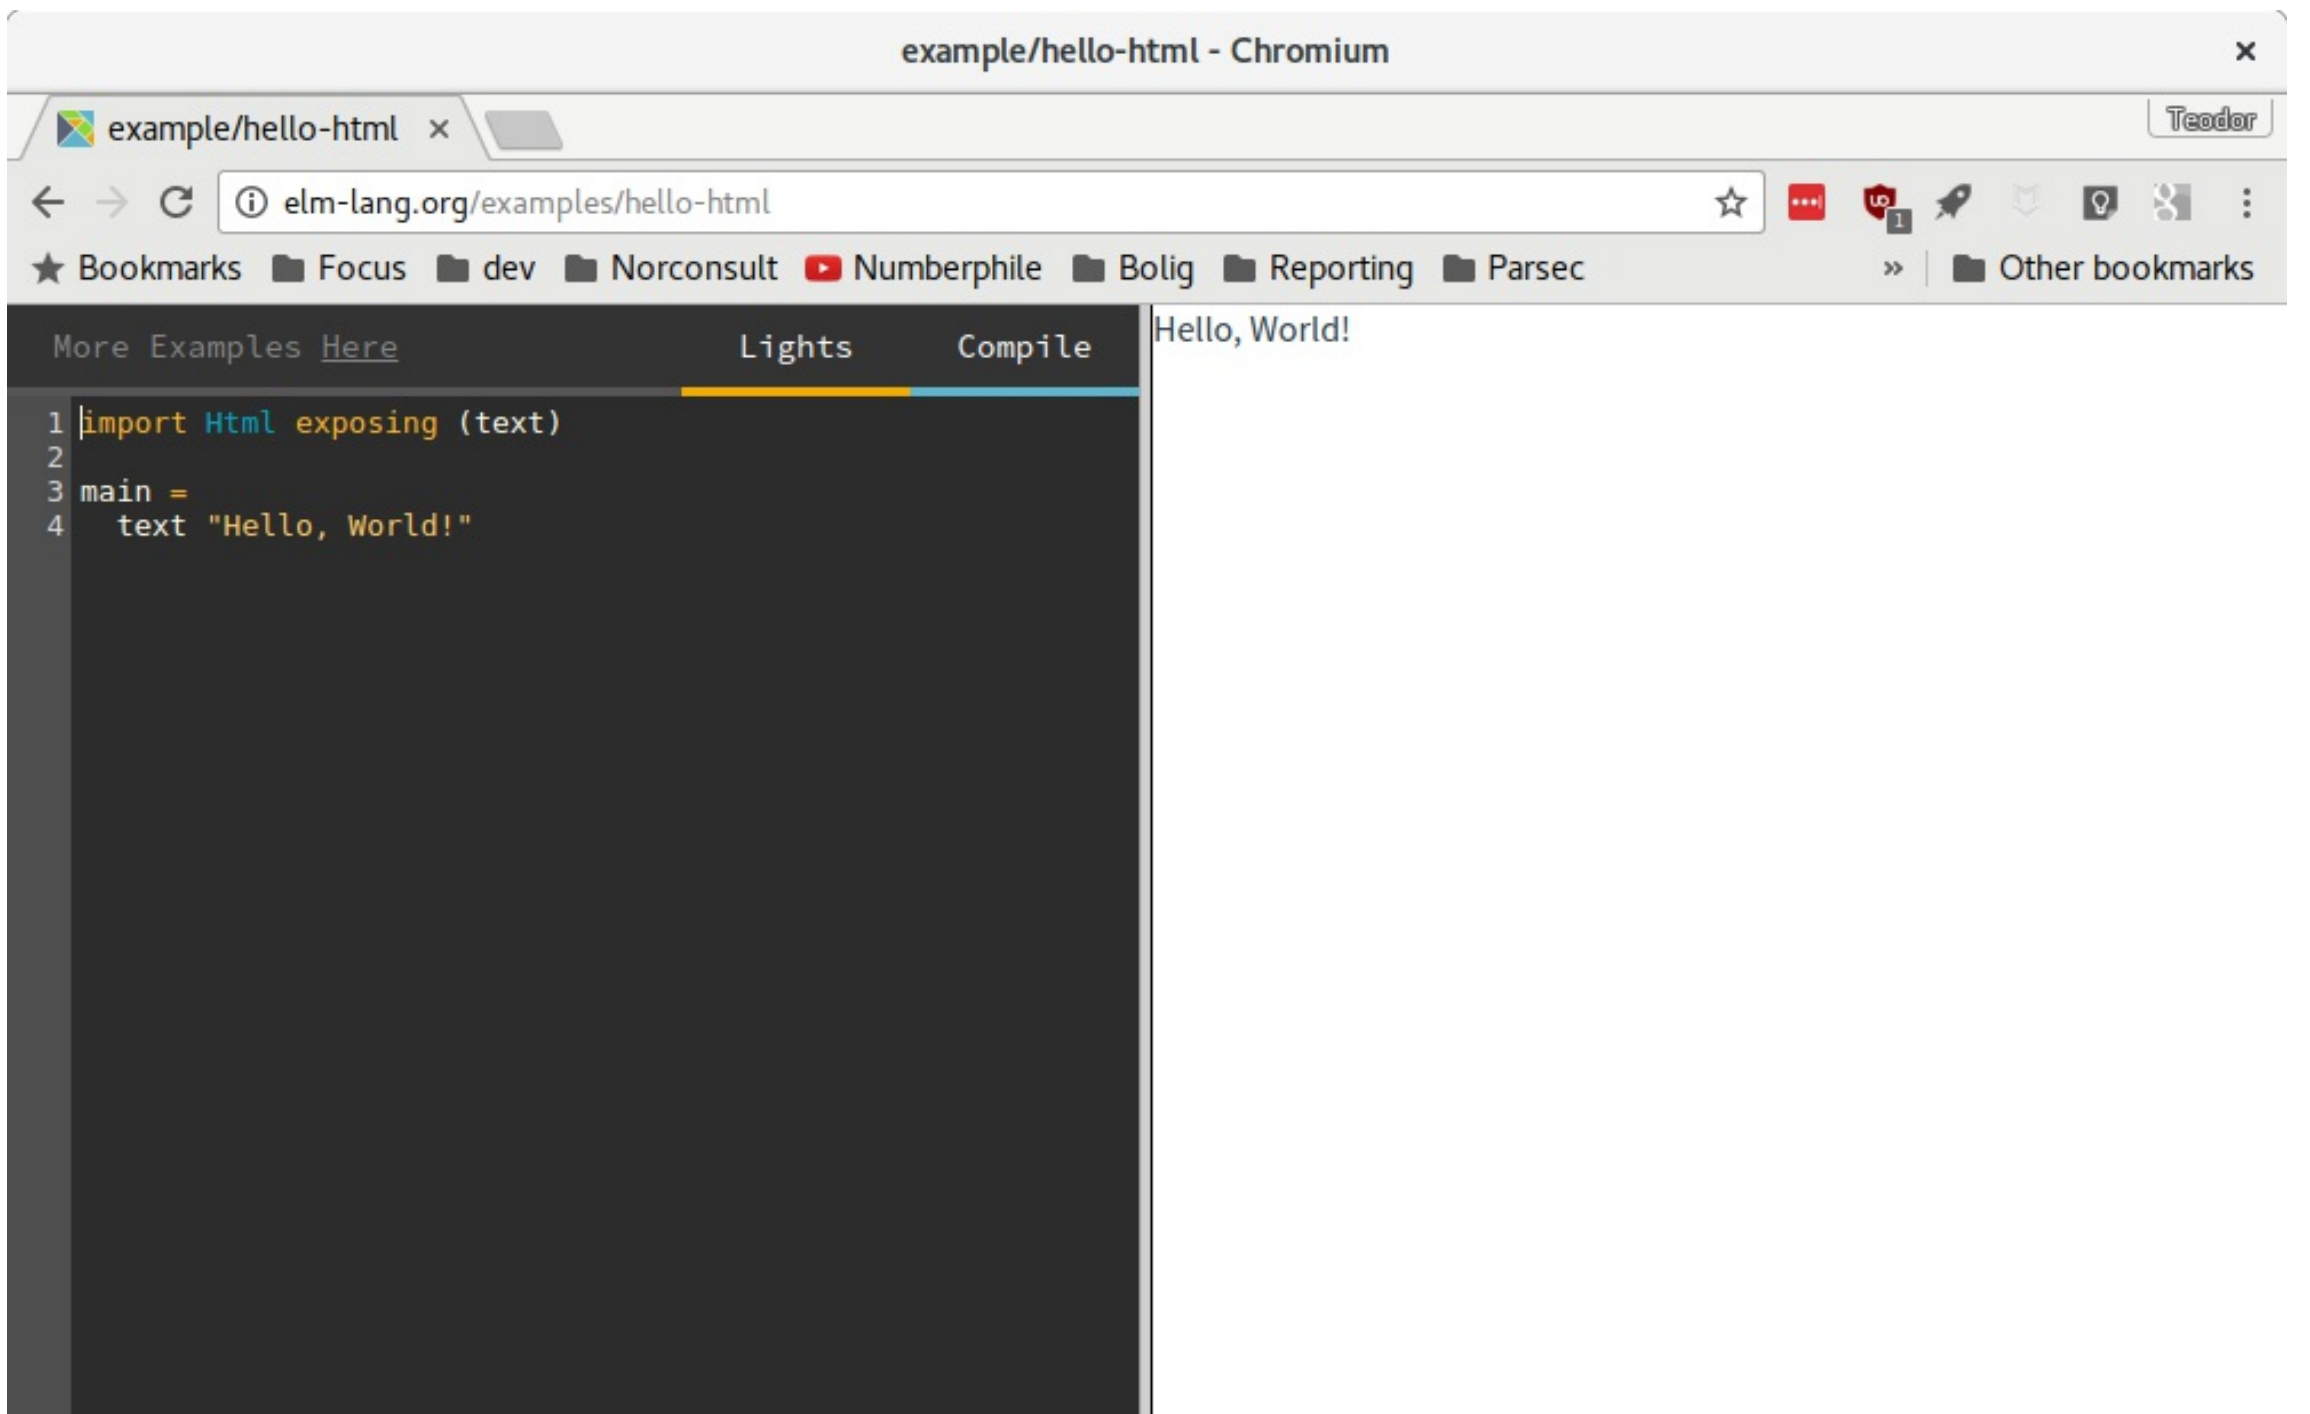 example/hello-html - Chromium
example/hello-html
Teodor
elm-lang.org/examples/hello-html
1
Bookmarks Focus dev Norconsult Numberphile Bolig Reporting Parsec » Other bookmarks
More Examples Here Lights Compile
Hello, World!
1 import Html exposing (text)
2
3 main =
4 text "Hello, World!"